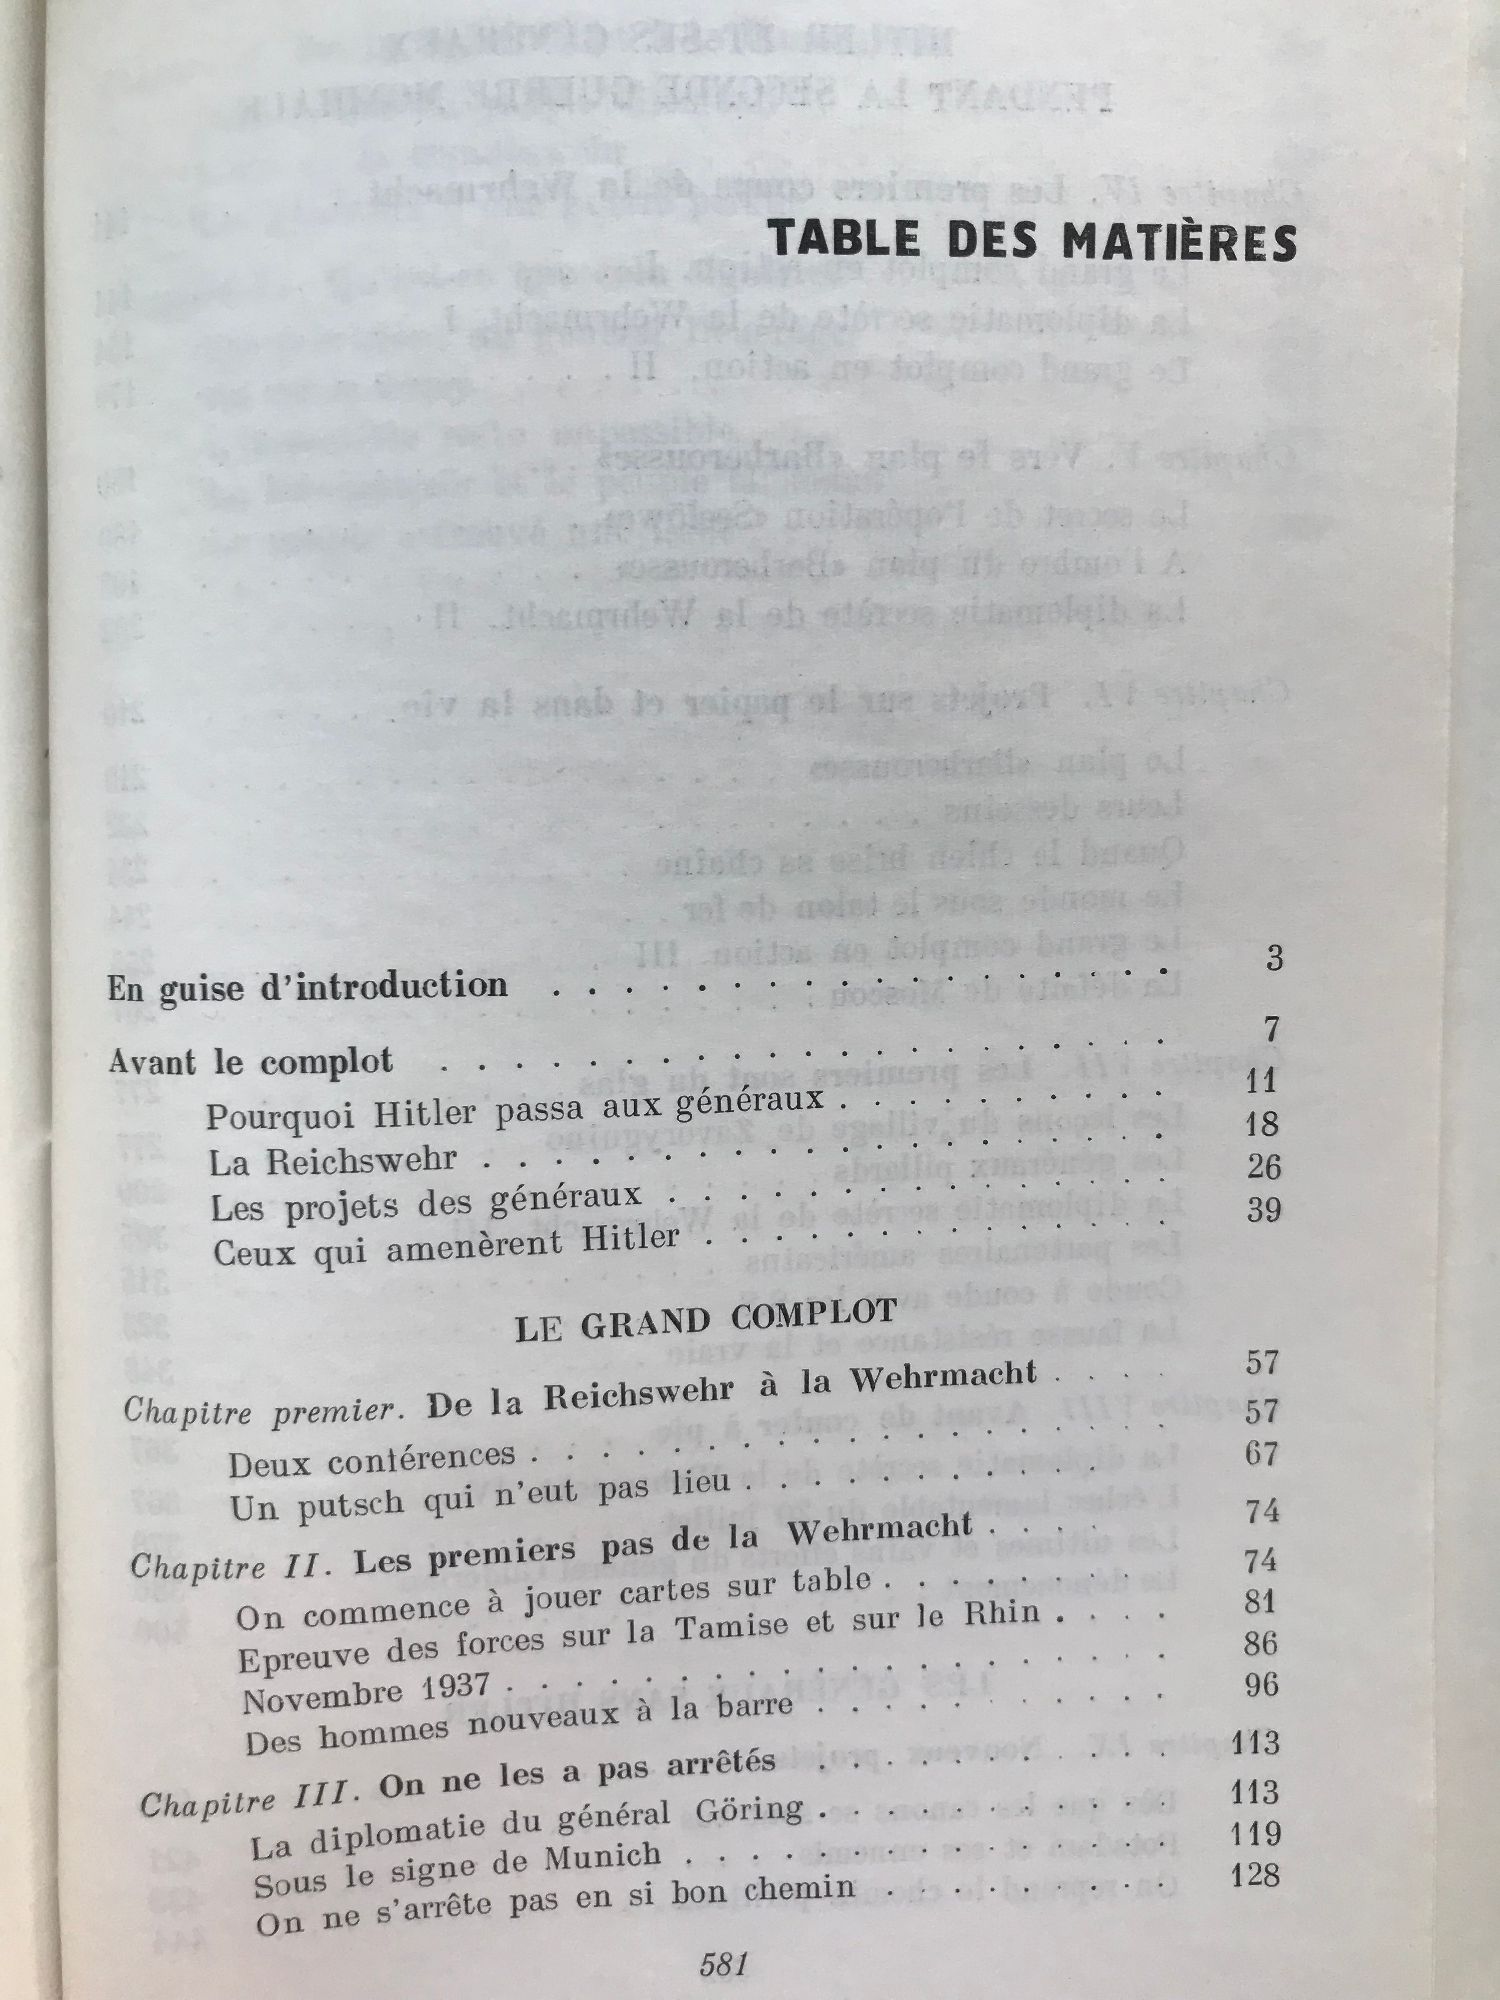 TABLE DES MATIÈRES
En guise d'introduction . . . . . . . . . . . . . . . . . . 3
Avant le complot . . . . . . . . . . . . . . . . . . . . 7
Pourquoi Hitler passa aux généraux . . . . . . . . . . 11
La Reichswehr . . . . . . . . . . . . . . . . . . . 18
Les projets des généraux . . . . . . . . . . . . . . 26
Ceux qui amenèrent Hitler . . . . . . . . . . . . . 39
LE GRAND COMPLOT
Chapitre premier. De la Reichswehr à la Wehrmacht . . . . 57
Deux conférences . . . . . . . . . . . . . . . . . . 57
Un putsch qui n'eut pas lieu . . . . . . . . . . 67
Chapitre II. Les premiers pas de la Wehrmacht . . . . 74
On commence à jouer cartes sur table . . . . . . . . 74
Epreuve des forces sur la Tamise et sur le Rhin . . . . 81
Novembre 1937 . . . . . . . . . . . . . . . . . . . 86
Des hommes nouveaux à la barre . . . . . . . . . . 96
Chapitre III. On ne les a pas arrêtés . . . . . . . . . . 113
La diplomatie du général Göring . . . . . . . . . . 113
Sous le signe de Munich . . . . . . . . . . . . . . 119
On ne s'arrête pas en si bon chemin . . . . . . . . 128
581